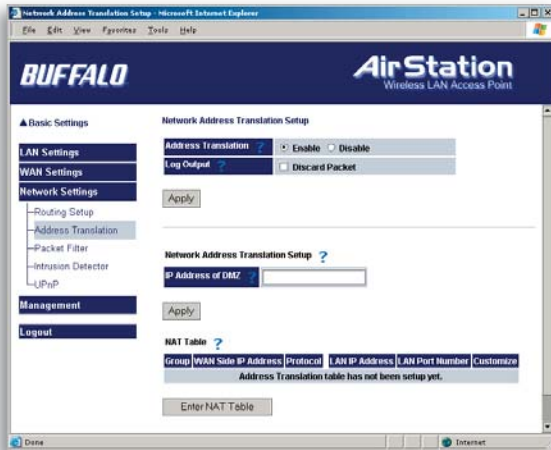 Network Address Translation Setup - Microsoft Internet Explorer
File Edit View Favorites Tools Help
BUFFALO
AirStation
Wireless LAN Access Point
▲Basic Settings
LAN Settings
WAN Settings
Network Settings
Routing Setup
Address Translation
Packet Filter
Intrusion Detector
UPnP
Management
Logout
Network Address Translation Setup
Address Translation ? Enable Disable
Log Output ? Discard Packet
Apply
Network Address Translation Setup ?
IP Address of DMZ ?
Apply
NAT Table ?
Group WAN Side IP Address Protocol LAN IP Address LAN Port Number Customize
Address Translation table has not been setup yet.
Enter NAT Table
Done
Internet